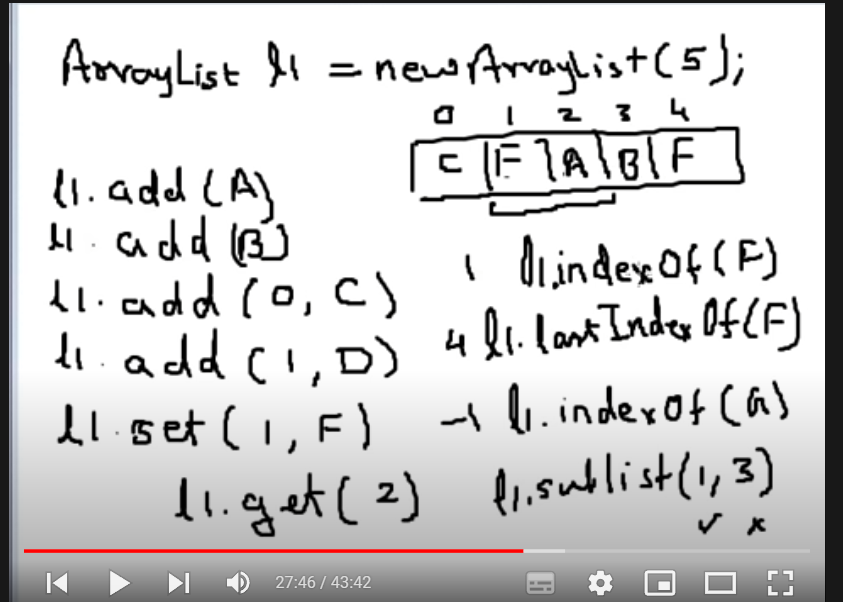 ArrayList l1 = new Arraylist(5);
0 1 2 3 4
C F A B F
l1.add(A)
l1.add(B)
l1.add(0, C)
l1.add(1, D)
l1.set(1, F)
l1.get(2)
1 l1.indexOf(F)
4 l1.lastIndexOf(F)
-1 l1.indexOf(G)
l1.sublist(1, 3)
✓ x
27:46 / 43:42